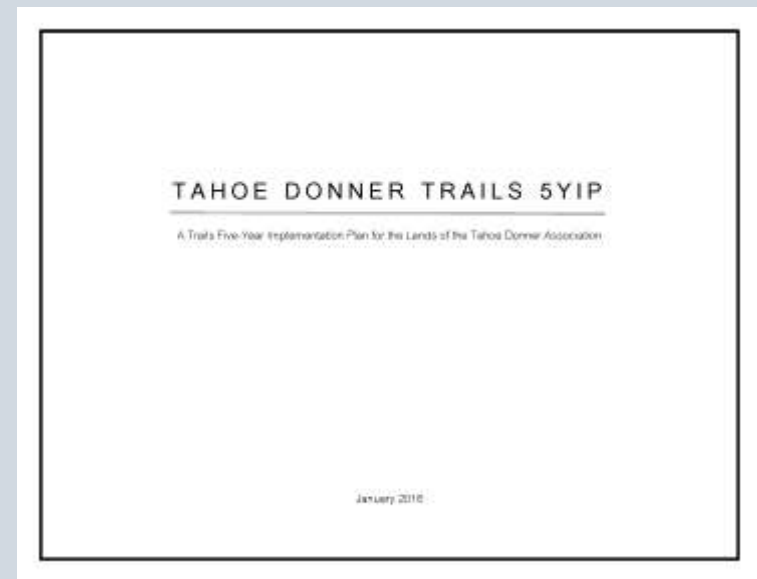 TAHOE DONNER TRAILS 5YIP
A Trails Five-Year Implementation Plan for the Lands of the Tahoe Donner Association
January 2016